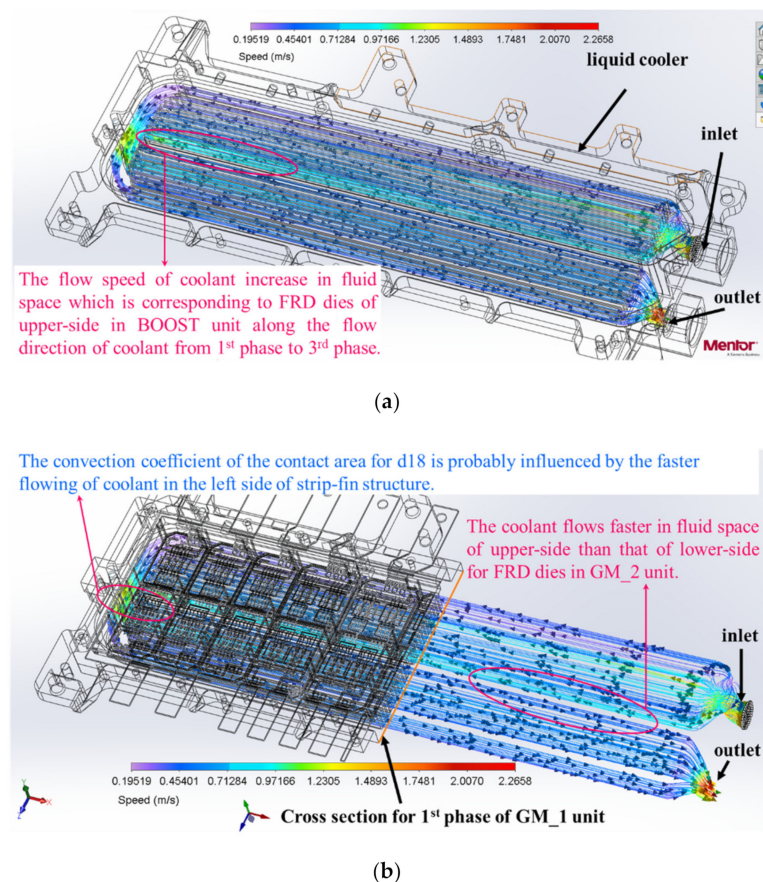 0.19519 0.45401 0.71284 0.97166 1.2305 1.4893 1.7481 2.0070 2.2658
Speed (m/s)
liquid cooler
inlet
The flow speed of coolant increase in fluid
space which is corresponding to FRD dies of
upper-side in BOOST unit along the flow
direction of coolant from 1st phase to 3rd phase.
outlet
Mentor
A Siemens Business
(a)
The convection coefficient of the contact area for d18 is probably influenced by the faster
flowing of coolant in the left side of strip-fin structure.
The coolant flows faster in fluid space
of upper-side than that of lower-side
for FRD dies in GM_2 unit.
inlet
outlet
0.19519 0.45401 0.71284 0.97166 1.2305 1.4893 1.7481 2.0070 2.2658
Speed (m/s)
Cross section for 1st phase of GM_1 unit
(b)